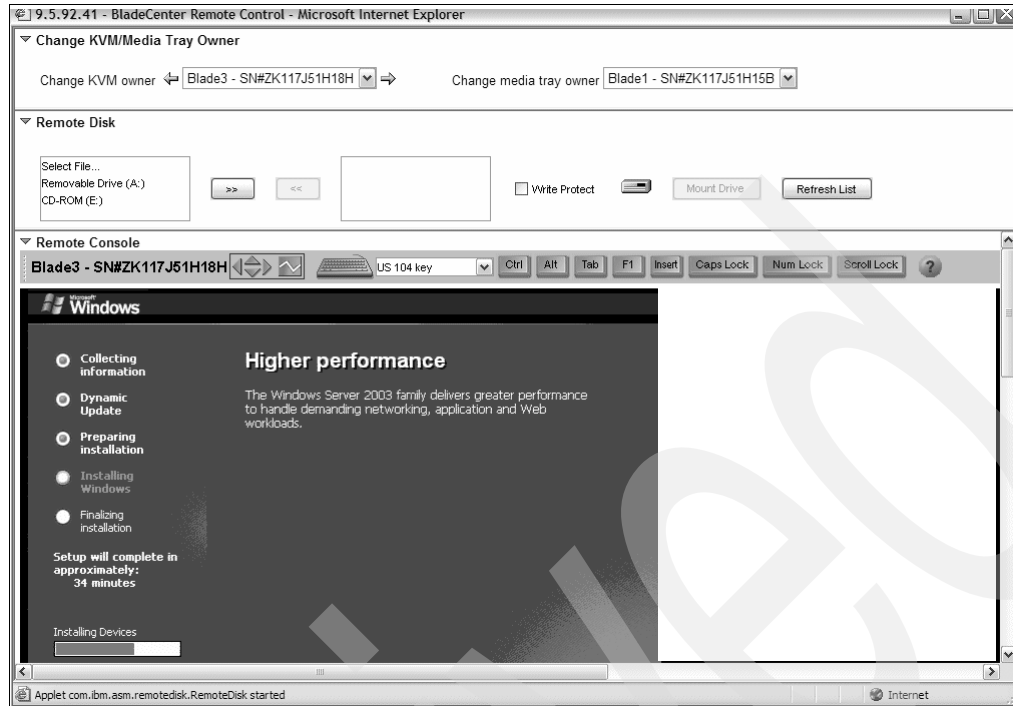 9.5.92.41 - BladeCenter Remote Control - Microsoft Internet Explorer
Change KVM/Media Tray Owner
Change KVM owner Blade3 - SN#ZK117J51H18H Change media tray owner Blade1 - SN#ZK117J51H15B
Remote Disk
Select File...
Removable Drive (A:)
CD-ROM (E:)
>> << Write Protect Mount Drive Refresh List
Remote Console
Blade3 - SN#ZK117J51H18H US 104 key Ctrl Alt Tab F1 Insert Caps Lock Num Lock Scroll Lock ?
Microsoft
Windows
Collecting
information
Dynamic
Update
Preparing
installation
Installing
Windows
Finalizing
installation
Setup will complete in
approximately:
34 minutes
Installing Devices
Higher performance
The Windows Server 2003 family delivers greater performance
to handle demanding networking, application and Web
workloads.
Applet com.ibm.asm.remotedisk.RemoteDisk started Internet